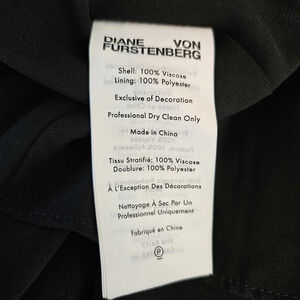 DIANE VON
FURSTENBERG
Shell: 100% Viscose
Lining: 100% Polyester
Exclusive of Decoration
Professional Dry Clean Only
Made in China
Tissu Stratifié: 100% Viscose
Doublure: 100% Polyester
À L'Exception Des Décorations
Nettoyage À Sec Par Un
Professionel Uniquement
Fabriqué en Chine
P